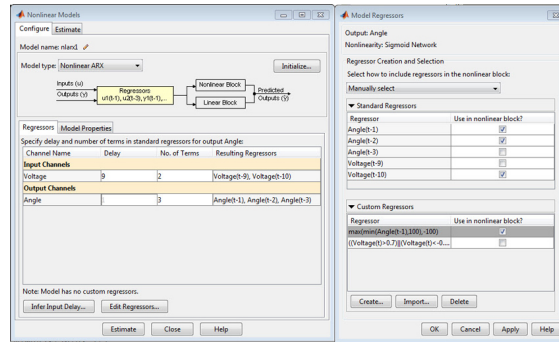 Nonlinear Models
Configure Estimate
Model name: nlarx1
Model type: Nonlinear ARX Initialize...
Inputs (u)
Outputs (y)
Regressors
u1(t-1), u2(t-3), y1(t-1),...
Nonlinear Block
Linear Block
Predicted
Outputs (ŷ)
Regressors Model Properties
Specify delay and number of terms in standard regressors for output Angle:
Channel Name Delay No. of Terms Resulting Regressors
Input Channels
Voltage 9 2 Voltage(t-9), Voltage(t-10)
Output Channels
Angle 1 3 Angle(t-1), Angle(t-2), Angle(t-3)
Note: Model has no custom regressors.
Infer Input Delay... Edit Regressors...
Estimate Close Help
Model Regressors
Output: Angle
Nonlinearity: Sigmoid Network
Regressor Creation and Selection
Select how to include regressors in the nonlinear block:
Manually select
Standard Regressors
Regressor Use in nonlinear block?
Angle(t-1)
Angle(t-2)
Angle(t-3)
Voltage(t-9)
Voltage(t-10)
Custom Regressors
Regressor Use in nonlinear block?
max(min(Angle(t-1),100),-100)
((Voltage(t)>0.7)||(Voltage(t)<-0....
Create... Import... Delete
OK Cancel Apply Help